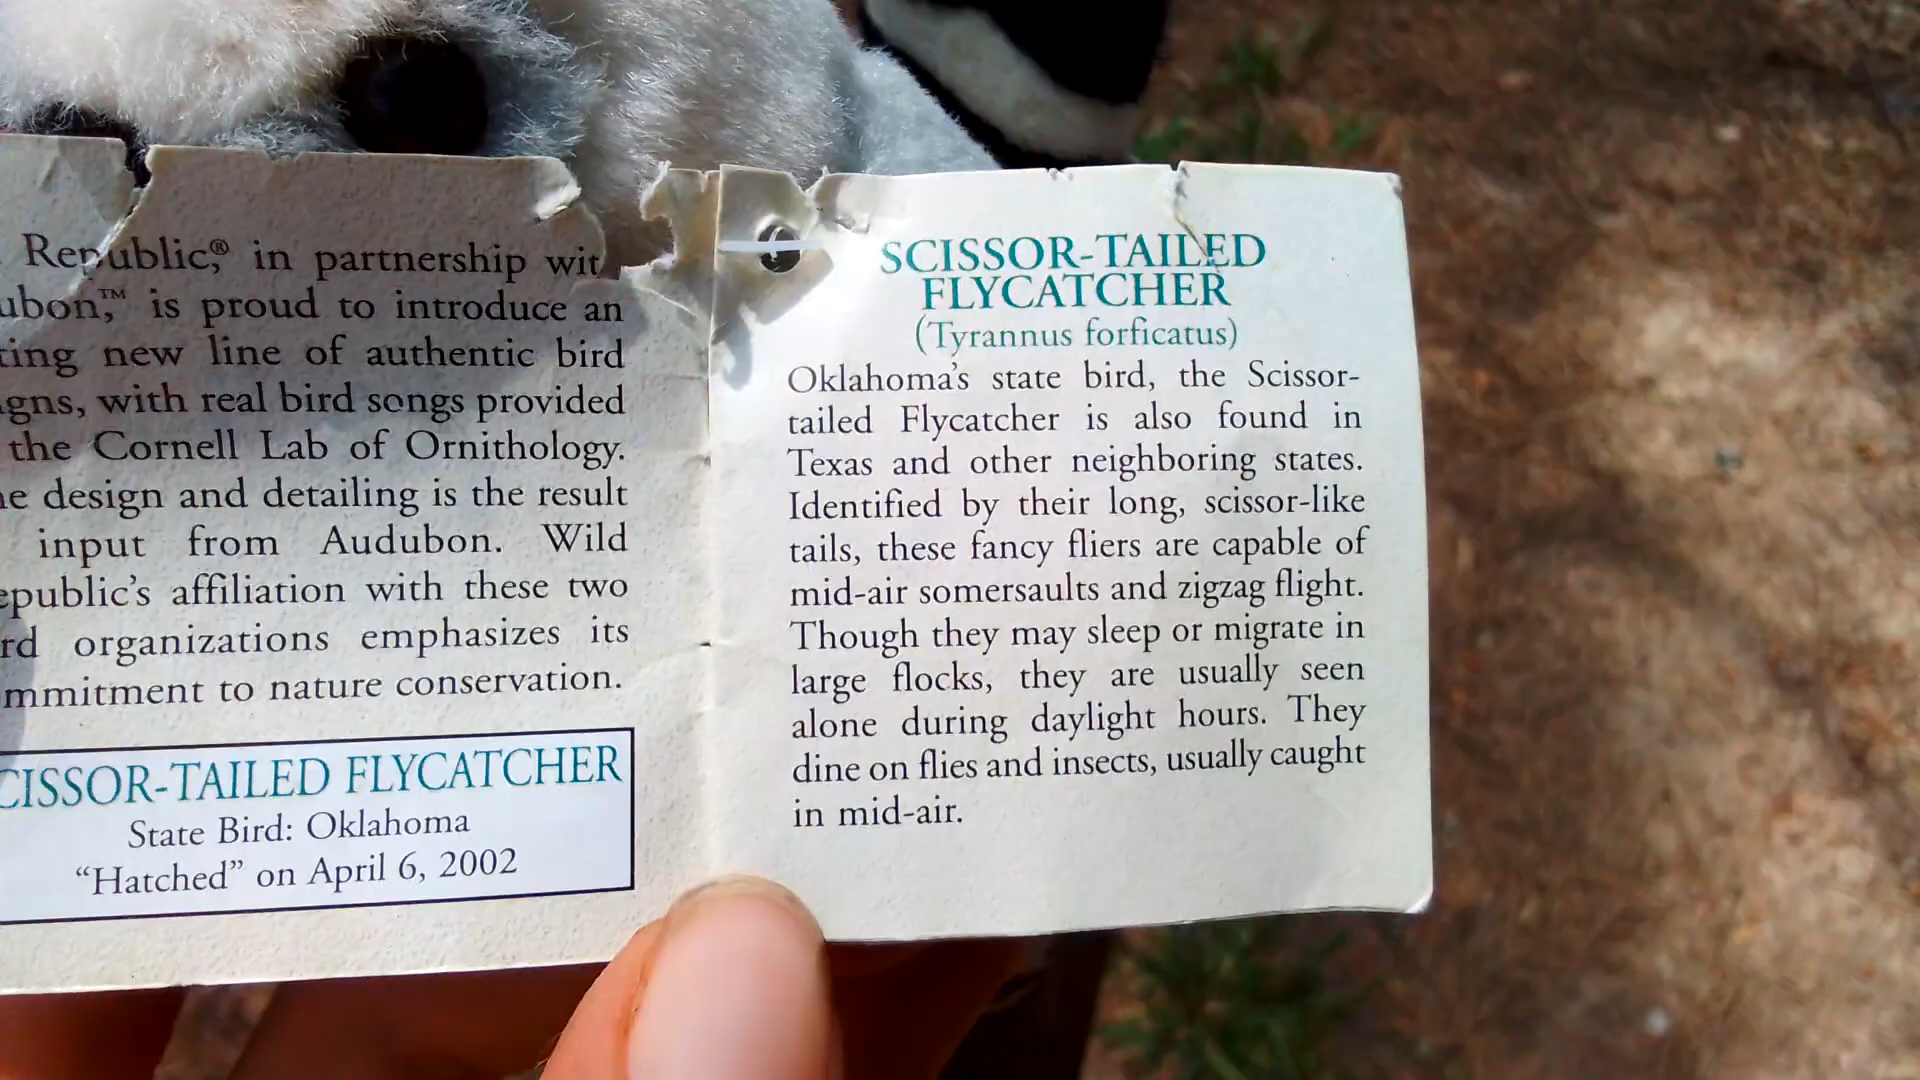 Republic,® in partnership wit
ubon,™ is proud to introduce an
ting new line of authentic bird
gns, with real bird songs provided
the Cornell Lab of Ornithology.
e design and detailing is the result
input from Audubon. Wild
epublic's affiliation with these two
rd organizations emphasizes its
mmitment to nature conservation.
CISSOR-TAILED FLYCATCHER
State Bird: Oklahoma
“Hatched” on April 6, 2002
SCISSOR-TAILED
FLYCATCHER
(Tyrannus forficatus)
Oklahoma's state bird, the Scissor-
tailed Flycatcher is also found in
Texas and other neighboring states.
Identified by their long, scissor-like
tails, these fancy fliers are capable of
mid-air somersaults and zigzag flight.
Though they may sleep or migrate in
large flocks, they are usually seen
alone during daylight hours. They
dine on flies and insects, usually caught
in mid-air.